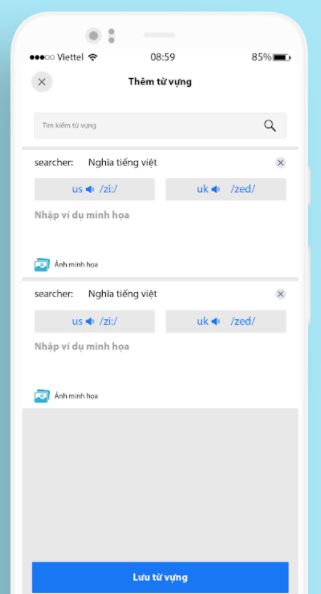 Viettel 08:59 85%
Thêm từ vựng
Tìm kiếm từ vựng
searcher: Nghĩa tiếng việt
us /zi:/ uk /zed/
Nhập ví dụ minh họa
Ảnh minh họa
searcher: Nghĩa tiếng việt
us /zi:/ uk /zed/
Nhập ví dụ minh họa
Ảnh minh họa
Lưu từ vựng